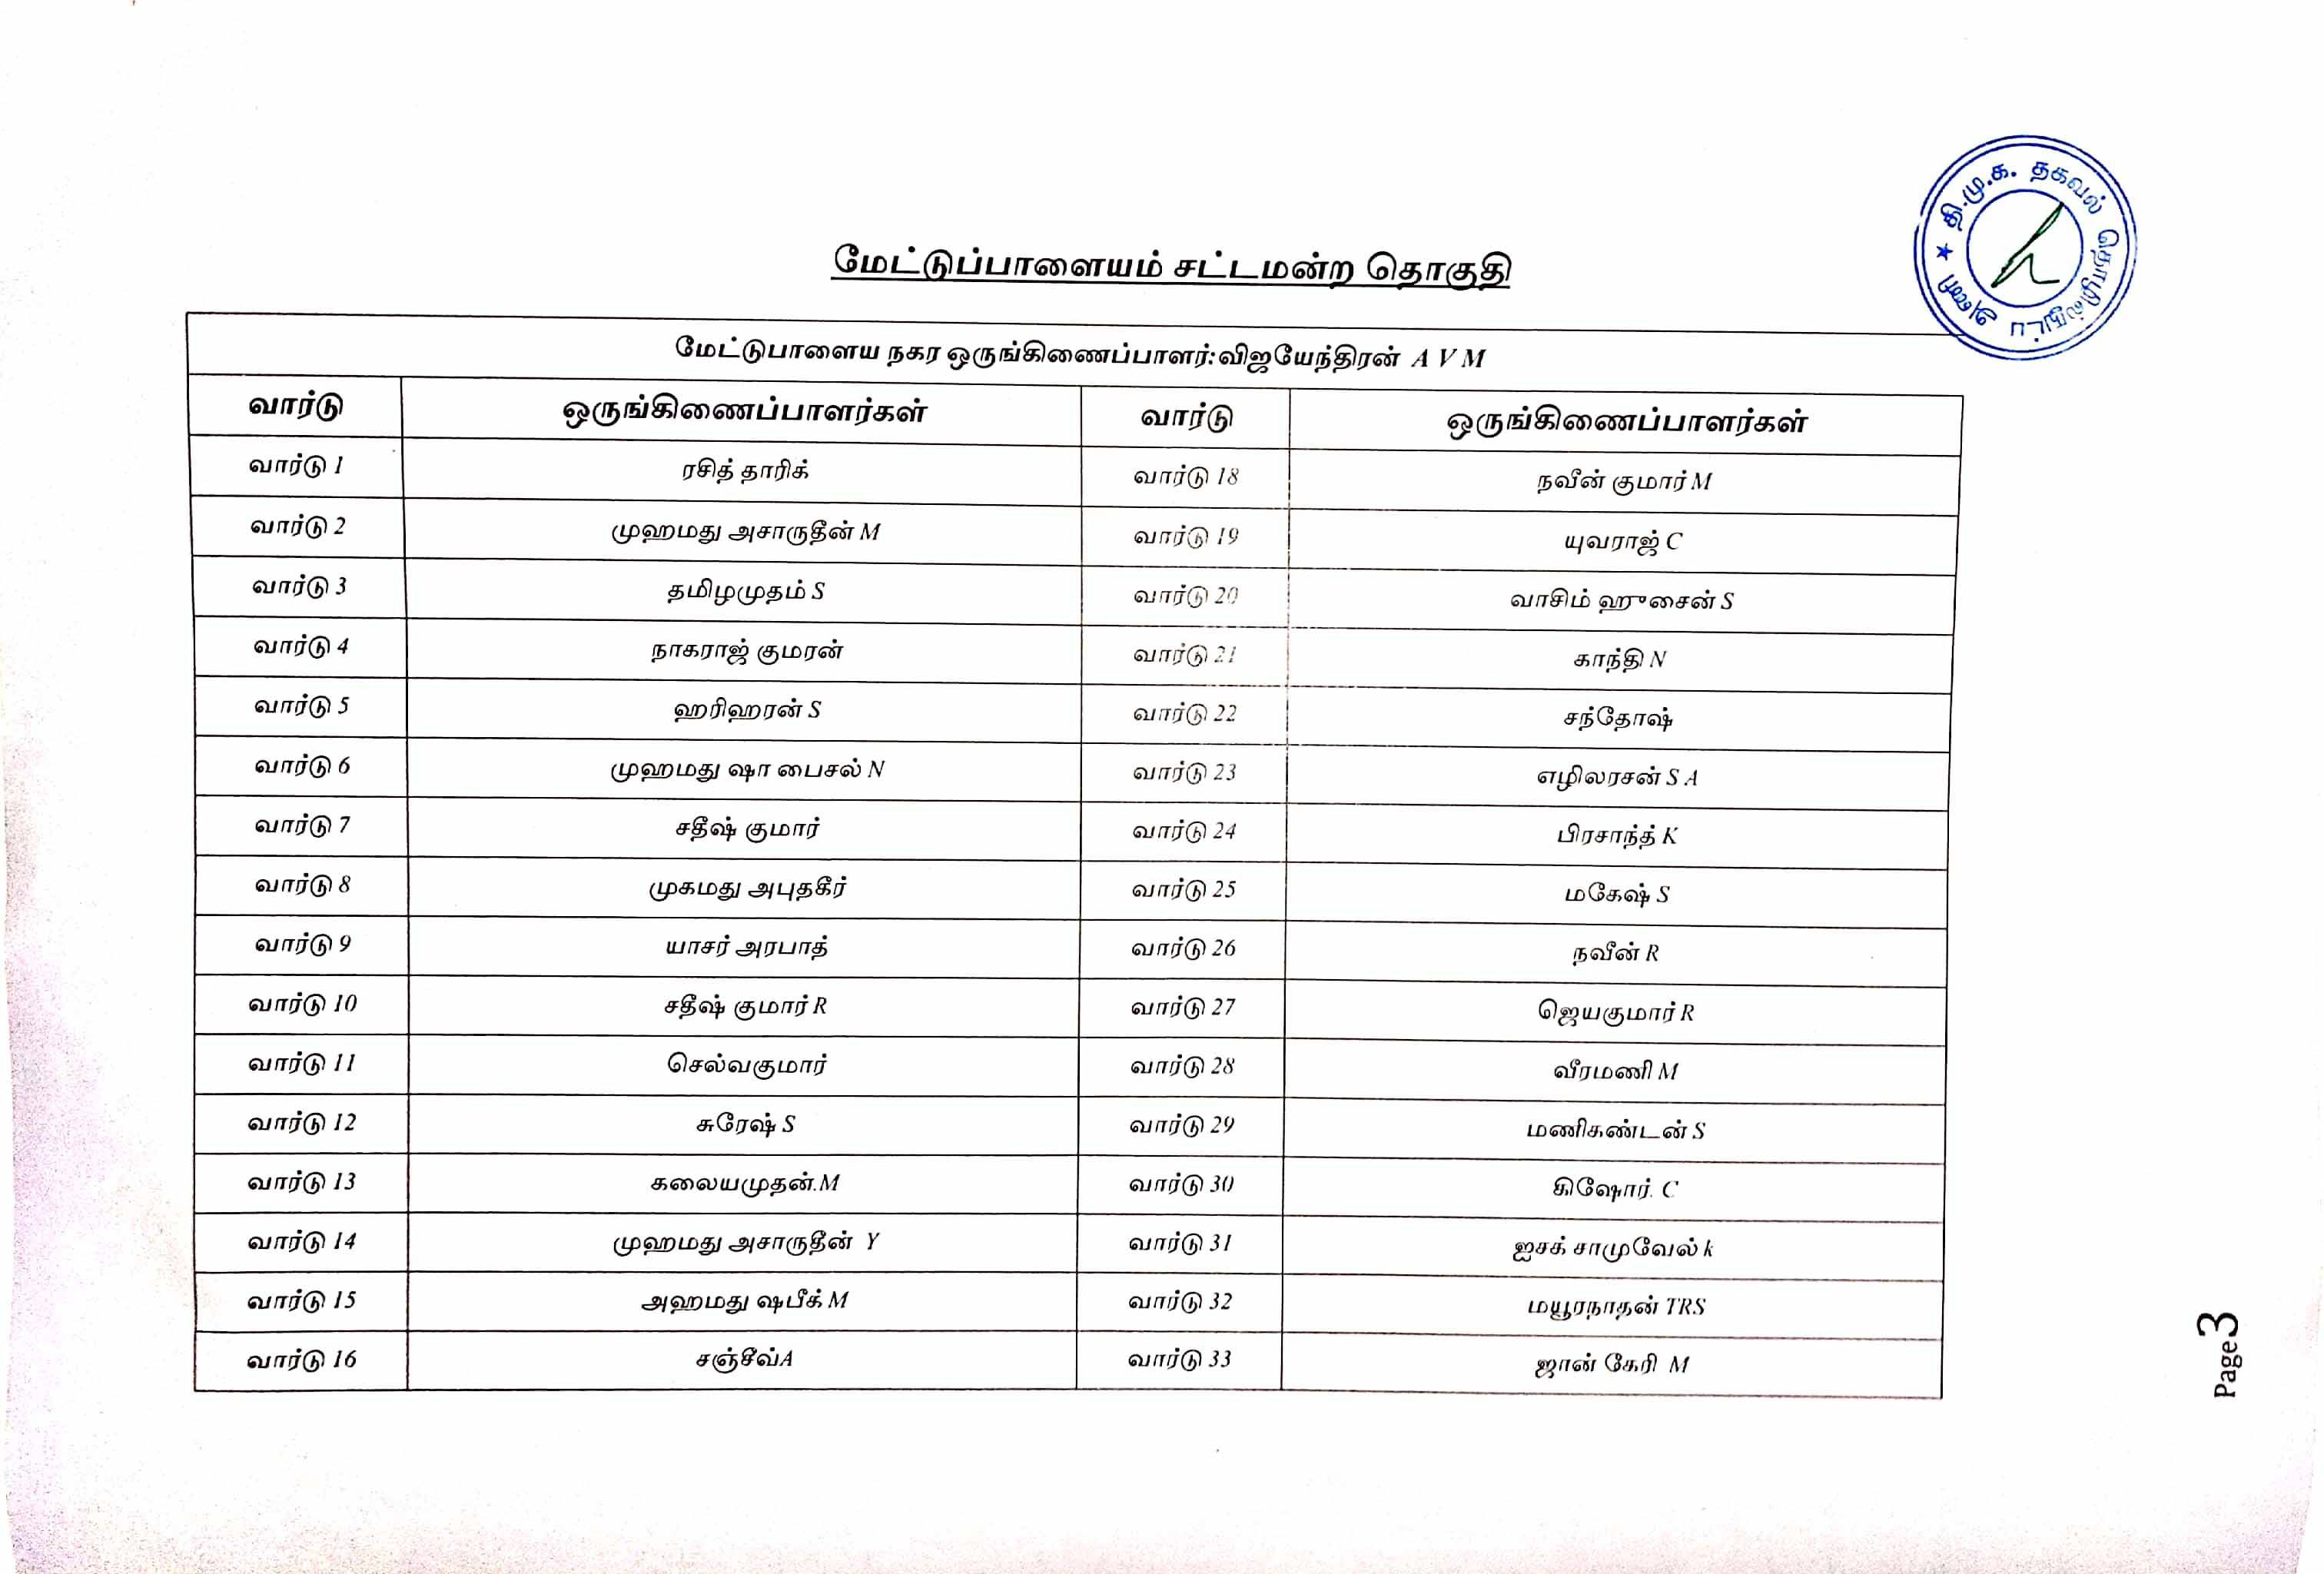 தி.மு.க. தகவல் தொழில்நுட்ப அணி ★
மேட்டுப்பாளையம் சட்டமன்ற தொகுதி
மேட்டுபாளைய நகர ஒருங்கிணைப்பாளர்:விஜயேந்திரன் A V M
வார்டு ஒருங்கிணைப்பாளர்கள் வார்டு ஒருங்கிணைப்பாளர்கள்
வார்டு 1 ரசித் தாரிக் வார்டு 18 நவீன் குமார் M
வார்டு 2 முஹமது அசாருதீன் M வார்டு 19 யுவராஜ் C
வார்டு 3 தமிழமுதம் S வார்டு 20 வாசிம் ஹுசைன் S
வார்டு 4 நாகராஜ் குமரன் வார்டு 21 காந்தி N
வார்டு 5 ஹரிஹரன் S வார்டு 22 சந்தோஷ்
வார்டு 6 முஹமது ஷா பைசல் N வார்டு 23 எழிலரசன் S A
வார்டு 7 சதீஷ் குமார் வார்டு 24 பிரசாந்த் K
வார்டு 8 முகமது அபுதகீர் வார்டு 25 மகேஷ் S
வார்டு 9 யாசர் அரபாத் வார்டு 26 நவீன் R
வார்டு 10 சதீஷ் குமார் R வார்டு 27 ஜெயகுமார் R
வார்டு 11 செல்வகுமார் வார்டு 28 வீரமணி M
வார்டு 12 சுரேஷ் S வார்டு 29 மணிகண்டன் S
வார்டு 13 கலையமுதன்.M வார்டு 30 கிஷோர். C
வார்டு 14 முஹமது அசாருதீன் Y வார்டு 31 ஐசக் சாமுவேல் k
வார்டு 15 அஹமது ஷபீக் M வார்டு 32 மயூரநாதன் TRS
வார்டு 16 சஞ்சீவ்A வார்டு 33 ஜான் கேரி M
Page3